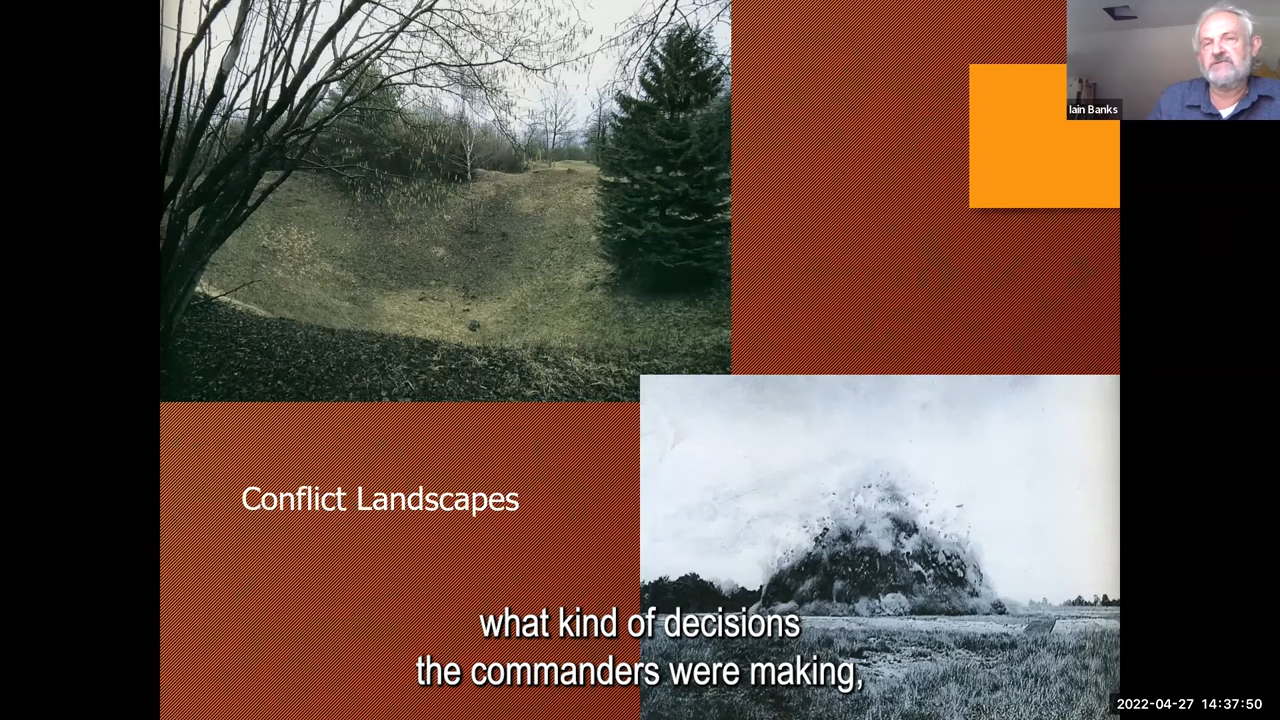 Iain Banks
Conflict Landscapes
what kind of decisions
the commanders were making,
2022-04-27 14:37:50